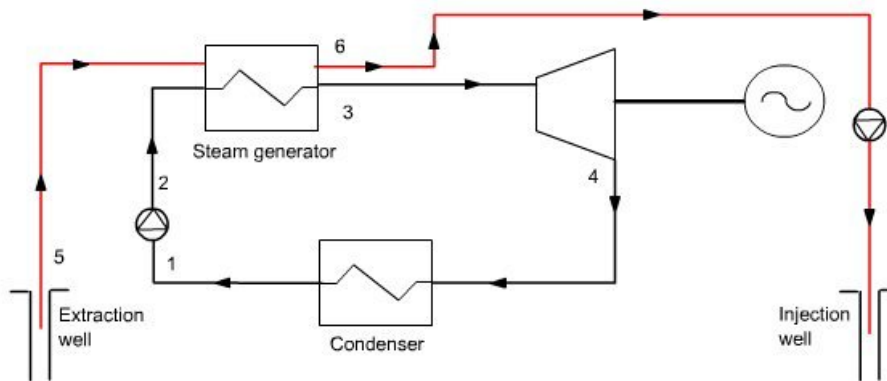 6
3
Steam generator
2
4
5
1
Extraction
well
Condenser
Injection
well